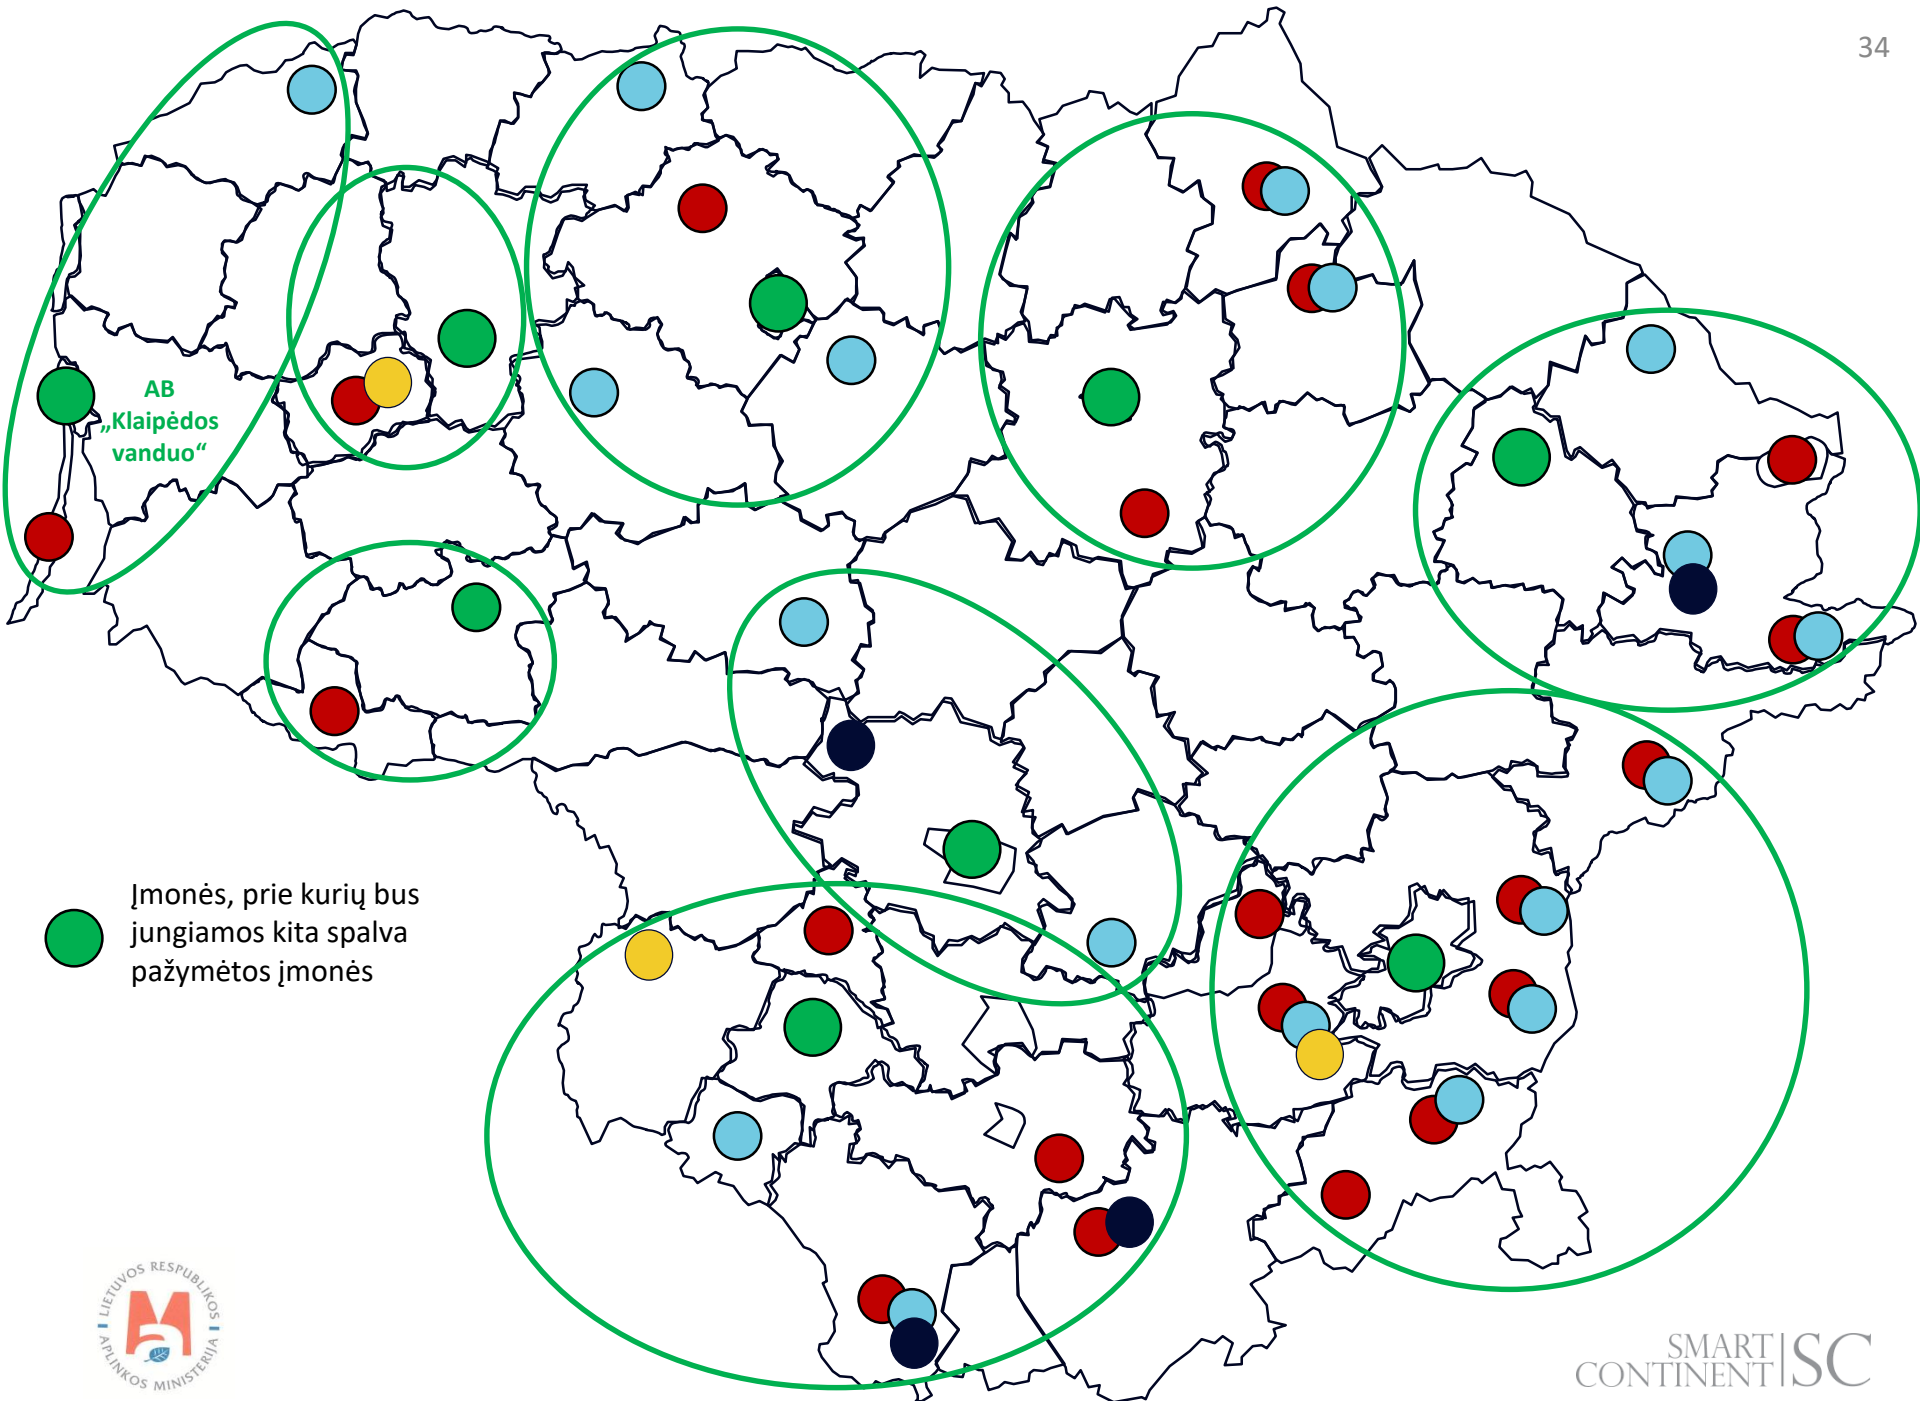 34
AB
„Klaipėdos
vanduo“
Įmonės, prie kurių bus
jungiamos kita spalva
pažymėtos įmonės
LIETUVOS RESPUBLIKOS
APLINKOS MINISTERIJA
SMART
CONTINENT
SC